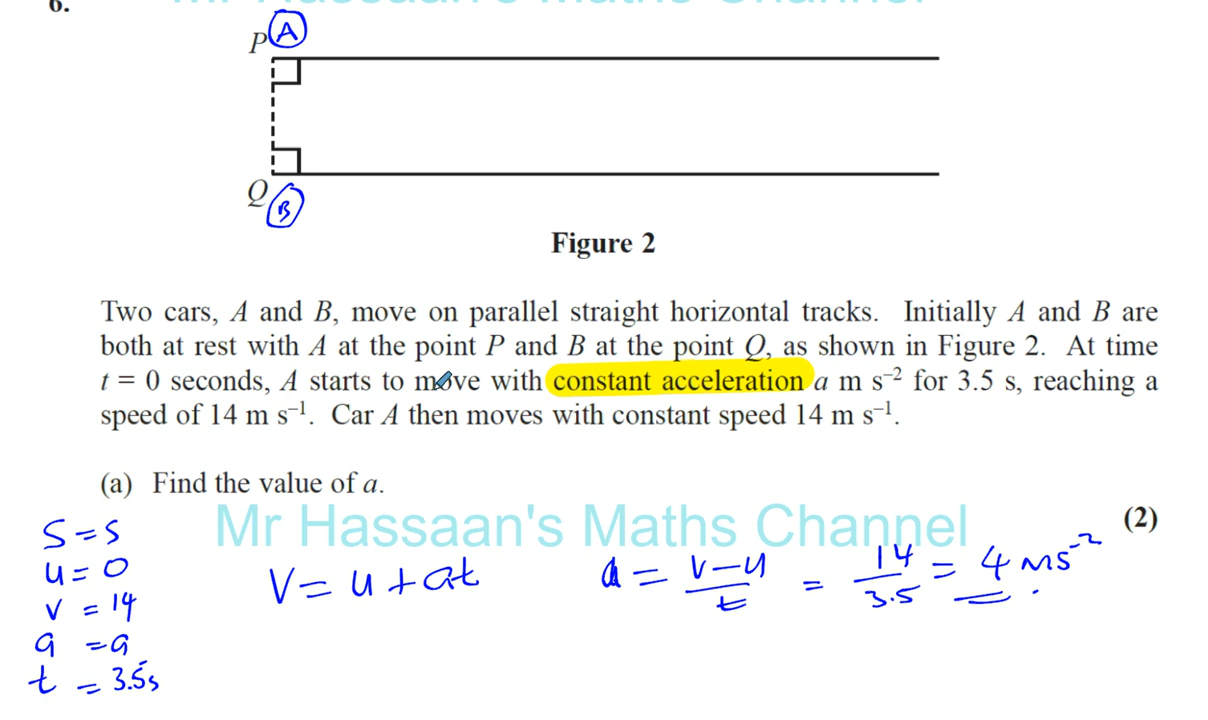 Mr Hassaan's Maths Channel
6.
P A
Q B
Figure 2
Two cars, A and B, move on parallel straight horizontal tracks. Initially A and B are
both at rest with A at the point P and B at the point Q, as shown in Figure 2. At time
t = 0 seconds, A starts to move with constant acceleration a m s⁻² for 3.5 s, reaching a
speed of 14 m s⁻¹. Car A then moves with constant speed 14 m s⁻¹.
(a) Find the value of a.
(2)
Mr Hassaan's Maths Channel
S = s
u = 0
v = 14
a = a
t = 3.5s
V = u + at
a = (v-u)/t = 14/3.5 = 4 ms⁻²